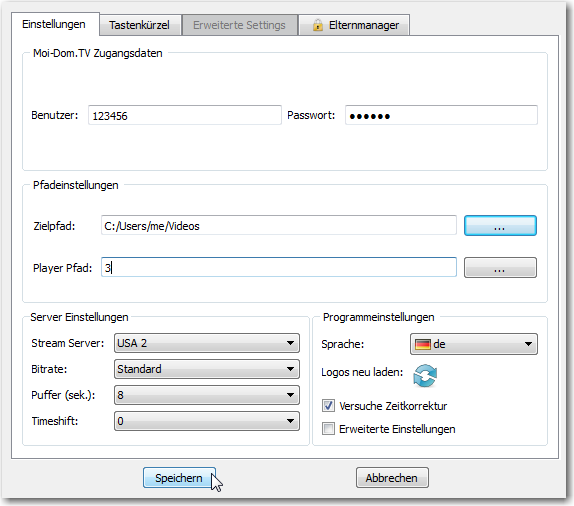 Einstellungen Tastenkürzel Erweiterte Settings Elternmanager
Moi-Dom.TV Zugangsdaten
Benutzer: 123456 Passwort: ●●●●●●
Pfadeinstellungen
Zielpfad: C:/Users/me/Videos ...
Player Pfad: 3 ...
Server Einstellungen
Stream Server: USA 2
Bitrate: Standard
Puffer (sek.): 8
Timeshift: 0
Programmeinstellungen
Sprache: de
Logos neu laden:
Versuche Zeitkorrektur
Erweiterte Einstellungen
Speichern Abbrechen